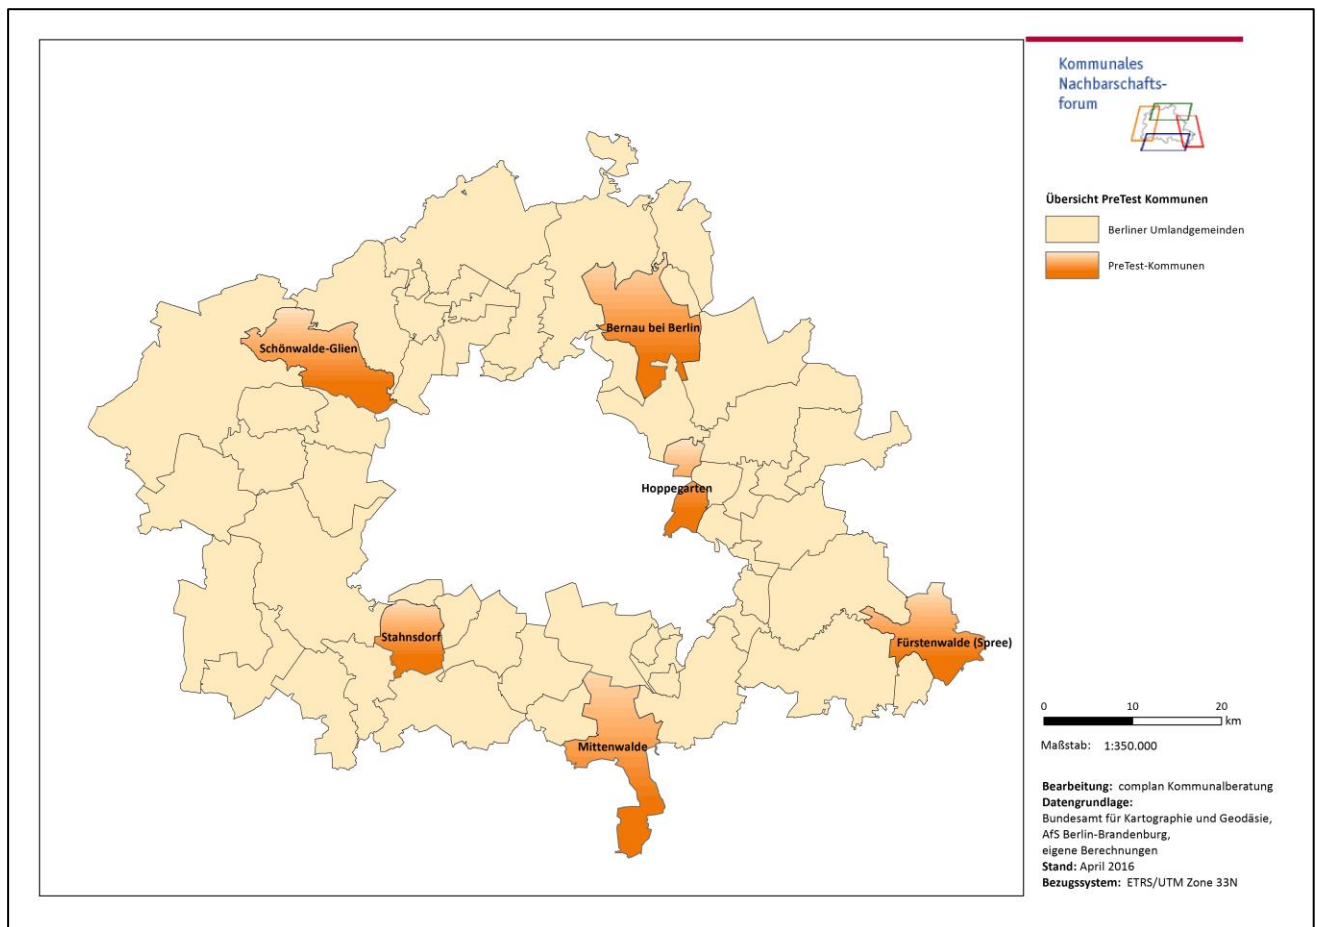 Kommunales
Nachbarschafts-
forum
Übersicht PreTest Kommunen
Berliner Umlandgemeinden
PreTest-Kommunen
Bernau bei Berlin
Schönwalde-Glien
Hoppegarten
Stahnsdorf
Fürstenwalde (Spree)
Mittenwalde
0 10 20
km
Maßstab: 1:350.000
Bearbeitung: complan Kommunalberatung
Datengrundlage:
Bundesamt für Kartographie und Geodäsie,
AfS Berlin-Brandenburg,
eigene Berechnungen
Stand: April 2016
Bezugssystem: ETRS/UTM Zone 33N